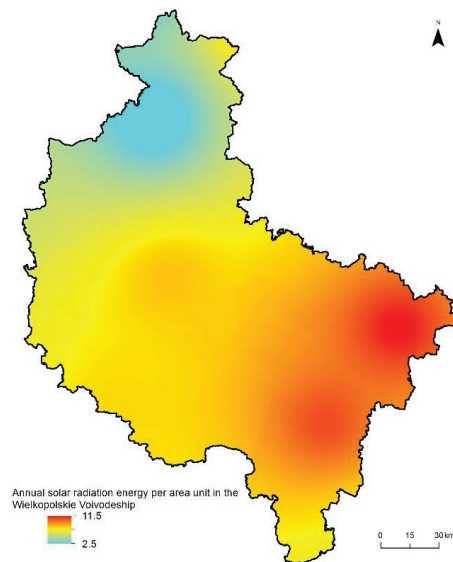 N
Annual solar radiation energy per area unit in the
Wielkopolskie Voivodeship
11.5
2.5
0 15 30 km